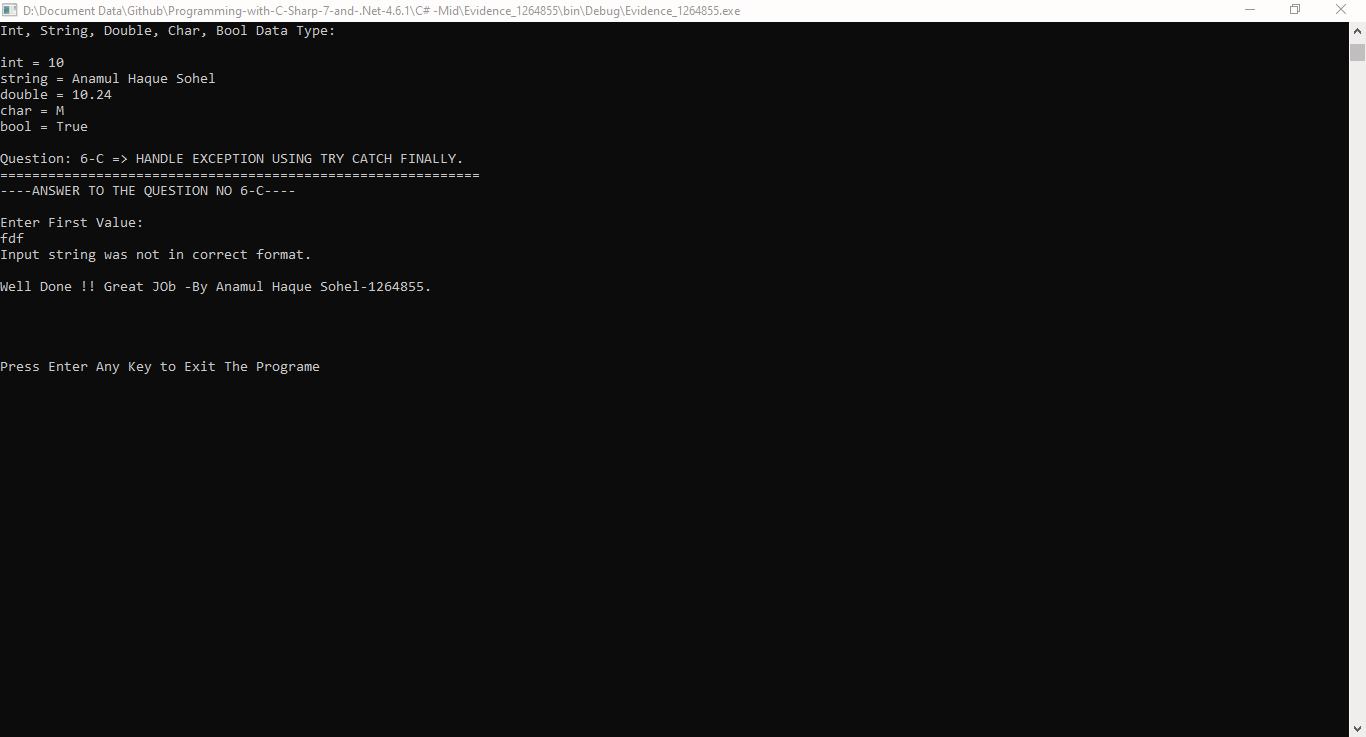 D:\Document Data\Github\Programming-with-C-Sharp-7-and-.Net-4.6.1\C# -Mid\Evidence_1264855\bin\Debug\Evidence_1264855.exe
Int, String, Double, Char, Bool Data Type:
int = 10
string = Anamul Haque Sohel
double = 10.24
char = M
bool = True
Question: 6-C => HANDLE EXCEPTION USING TRY CATCH FINALLY.
============================================================
----ANSWER TO THE QUESTION NO 6-C----
Enter First Value:
fdf
Input string was not in correct format.
Well Done !! Great JOb -By Anamul Haque Sohel-1264855.
Press Enter Any Key to Exit The Programe